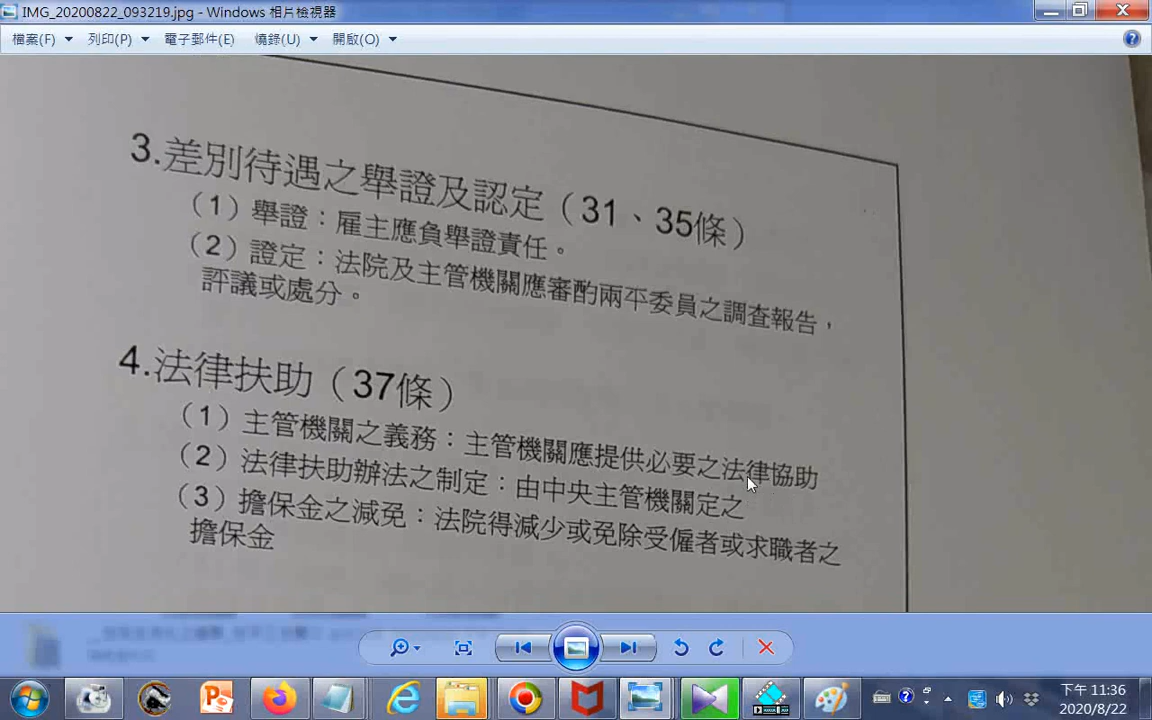 IMG_20200822_093219.jpg - Windows 相片檢視器
檔案(F) 列印(P) 電子郵件(E) 燒錄(U) 開啟(O)
3.差別待遇之舉證及認定（31、35條）
（1）舉證：雇主應負舉證責任。
（2）證定：法院及主管機關應審酌兩平委員之調查報告，
評議或處分。
4.法律扶助（37條）
（1）主管機關之義務：主管機關應提供必要之法律協助
（2）法律扶助辦法之制定：由中央主管機關定之
（3）擔保金之減免：法院得減少或免除受僱者或求職者之
擔保金
下午 11:36
2020/8/22